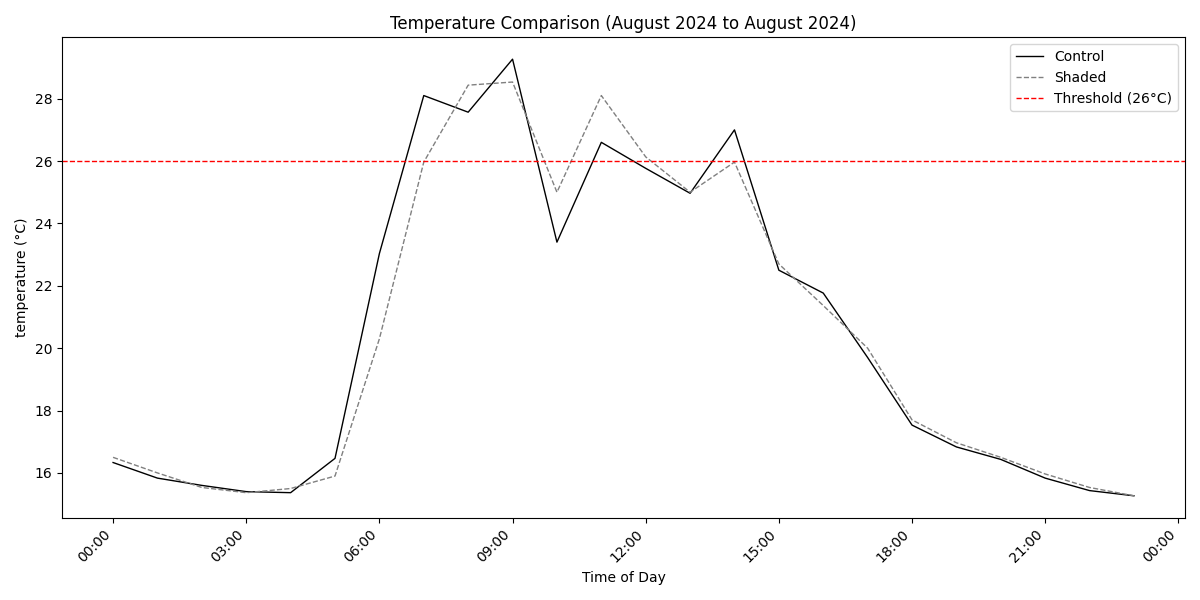 Temperature Comparison (August 2024 to August 2024)
Control
Shaded
Threshold (26°C)
temperature (°C)
28
26
24
22
20
18
16
00:00
03:00
06:00
09:00
12:00
15:00
18:00
21:00
00:00
Time of Day